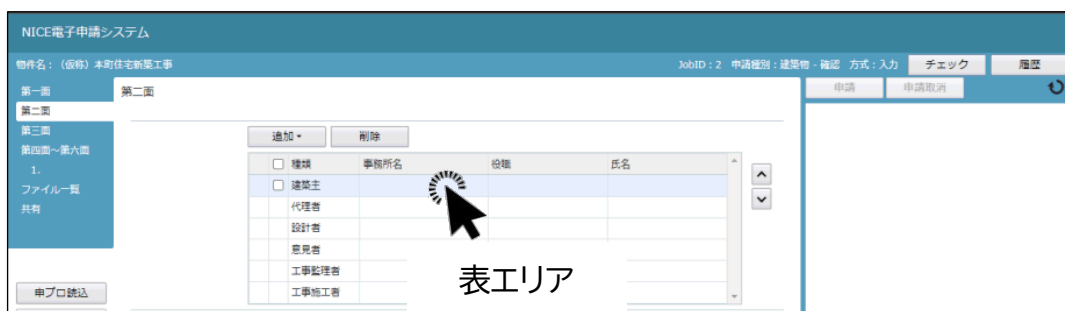 NICE電子申請システム
物件名：（仮称）本町住宅新築工事 JobID：2 申請種別：建築物 - 確認 方式：入力 チェック 履歴
第一面 第二面 申請 申請取消
第二面
第三面 追加 削除
第四面～第六面
1.
ファイル一覧
共有
種類 事務所名 役職 氏名
建築主
代理者
設計者
意見者
工事監理者
工事施工者
表エリア
申プロ読込